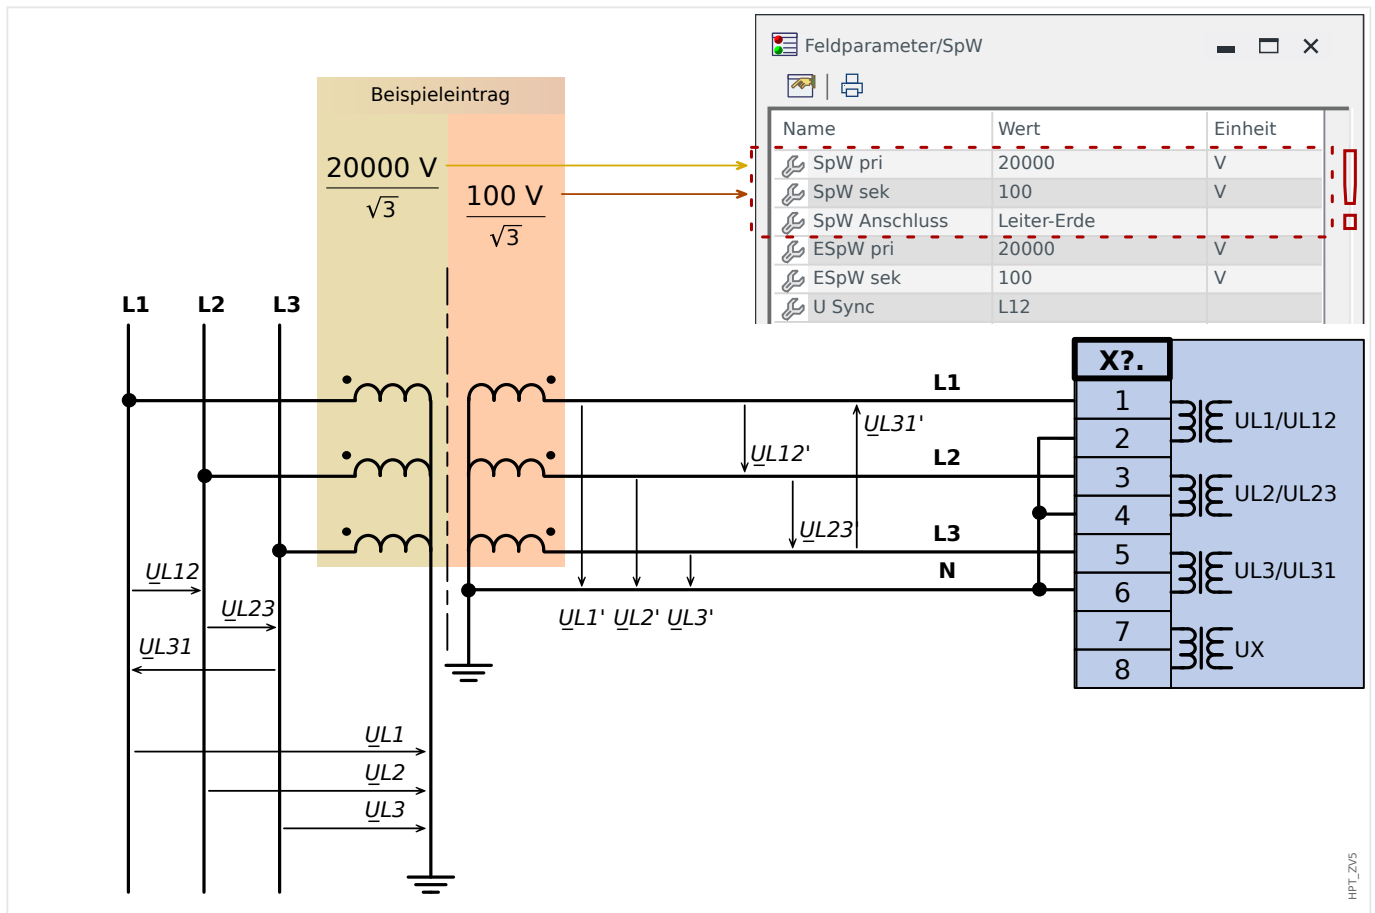 Feldparameter/SpW
Beispieleintrag
Name Wert Einheit
SpW pri 20000 V
SpW sek 100 V
SpW Anschluss Leiter-Erde
ESpW pri 20000 V
ESpW sek 100 V
U Sync L12
20000 V
√3
100 V
√3
L1 L2 L3
X?.
L1
1
2
UL1/UL12
UL31'
UL12'
L2
3
4
UL2/UL23
UL23'
L3
5
6
UL3/UL31
N
UL12
UL23
UL31
UL1' UL2' UL3'
7
8
UX
UL1
UL2
UL3
HPT_ZV5